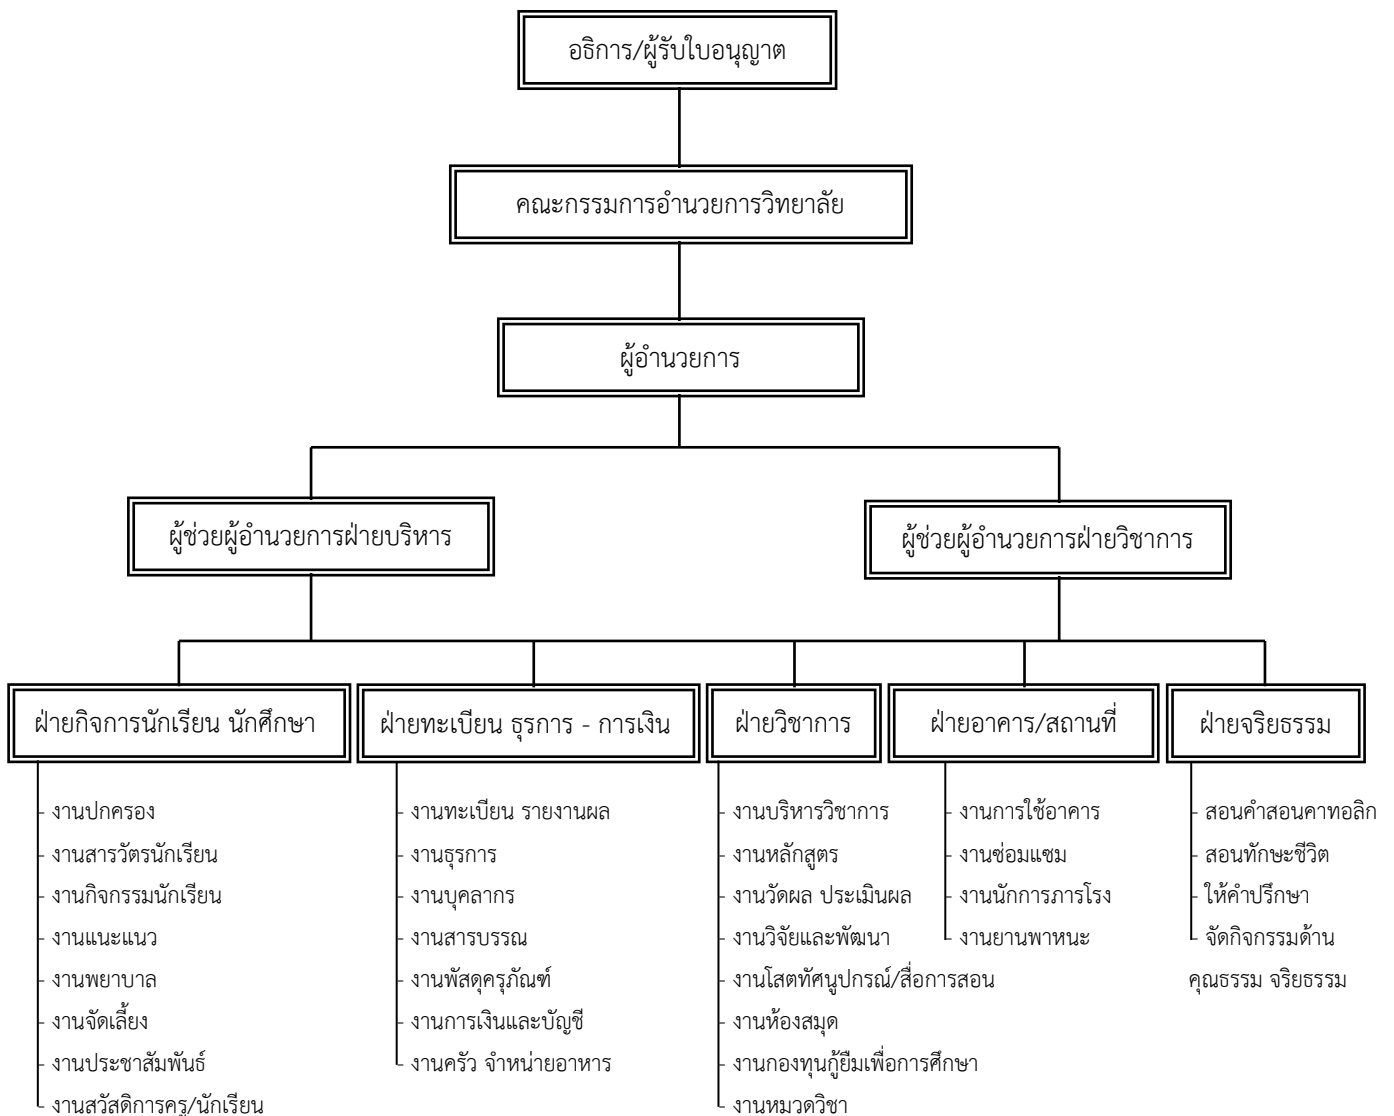 อธิการ/ผู้รับใบอนุญาต
คณะกรรมการอำนวยการวิทยาลัย
ผู้อำนวยการ
ผู้ช่วยผู้อำนวยการฝ่ายบริหาร
ผู้ช่วยผู้อำนวยการฝ่ายวิชาการ
ฝ่ายกิจการนักเรียน นักศึกษา
ฝ่ายทะเบียน ธุรการ - การเงิน
ฝ่ายวิชาการ
ฝ่ายอาคาร/สถานที่
ฝ่ายจริยธรรม
- งานปกครอง
- งานสารวัตรนักเรียน
- งานกิจกรรมนักเรียน
- งานแนะแนว
- งานพยาบาล
- งานจัดเลี้ยง
- งานประชาสัมพันธ์
- งานสวัสดิการครู/นักเรียน
- งานทะเบียน รายงานผล
- งานธุรการ
- งานบุคลากร
- งานสารบรรณ
- งานพัสดุครุภัณฑ์
- งานการเงินและบัญชี
- งานครัว จำหน่ายอาหาร
- งานบริหารวิชาการ
- งานหลักสูตร
- งานวัดผล ประเมินผล
- งานวิจัยและพัฒนา
- งานโสตทัศนูปกรณ์/สื่อการสอน
- งานห้องสมุด
- งานกองทุนกู้ยืมเพื่อการศึกษา
- งานหมวดวิชา
- งานการใช้อาคาร
- งานซ่อมแซม
- งานนักการภารโรง
- งานยานพาหนะ
- สอนคำสอนคาทอลิก
- สอนทักษะชีวิต
- ให้คำปรึกษา
- จัดกิจกรรมด้าน
คุณธรรม จริยธรรม